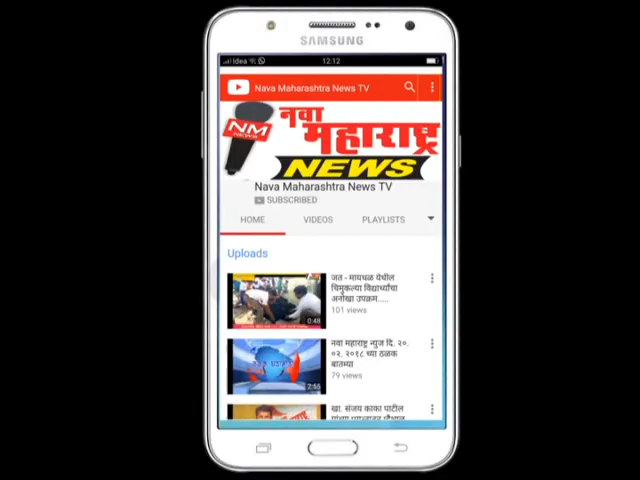 SAMSUNG
Idea
12:12
Nava Maharashtra News TV
नवा
महाराष्ट्र
NM
NEWS
NEWS
Nava Maharashtra News TV
SUBSCRIBED
HOME VIDEOS PLAYLISTS
Uploads
जत - मायथळ येथील
चिमुकल्या विद्यार्थ्यांचा
अनोखा उपक्रम.....
101 views
0:48
नवा महाराष्ट्र न्युज दि. २०.
०२. २०१८ च्या ठळक
बातम्या
79 views
2:55
खा. संजय काका पाटील